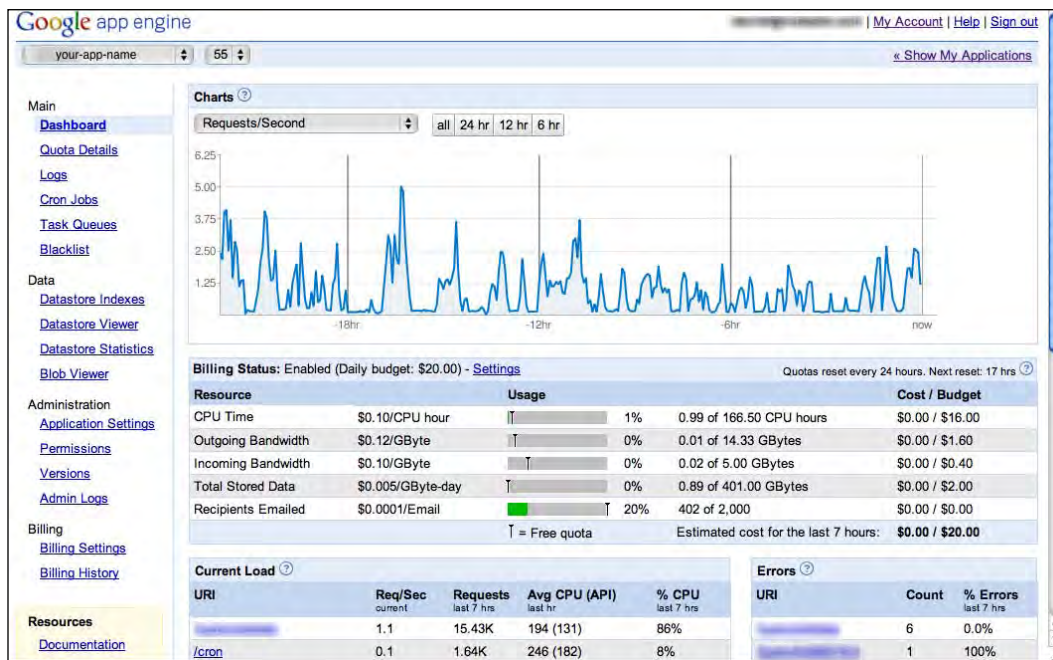 Google app engine
| My Account | Help | Sign out
your-app-name 55 « Show My Applications
Main
Dashboard
Quota Details
Logs
Cron Jobs
Task Queues
Blacklist
Data
Datastore Indexes
Datastore Viewer
Datastore Statistics
Blob Viewer
Administration
Application Settings
Permissions
Versions
Admin Logs
Billing
Billing Settings
Billing History
Resources
Documentation
Charts ?
Requests/Second all 24 hr 12 hr 6 hr
6.25
5.00
3.75
2.50
1.25
-18hr -12hr -6hr now
Billing Status: Enabled (Daily budget: $20.00) - Settings Quotas reset every 24 hours. Next reset: 17 hrs ?
Resource Usage Cost / Budget
CPU Time $0.10/CPU hour 1% 0.99 of 166.50 CPU hours $0.00 / $16.00
Outgoing Bandwidth $0.12/GByte 0% 0.01 of 14.33 GBytes $0.00 / $1.60
Incoming Bandwidth $0.10/GByte 0% 0.02 of 5.00 GBytes $0.00 / $0.40
Total Stored Data $0.005/GByte-day 0% 0.89 of 401.00 GBytes $0.00 / $2.00
Recipients Emailed $0.0001/Email 20% 402 of 2,000 $0.00 / $0.00
= Free quota Estimated cost for the last 7 hours: $0.00 / $20.00
Current Load ?
URI Req/Sec Requests Avg CPU (API) % CPU
current last 7 hrs last hr last 7 hrs
1.1 15.43K 194 (131) 86%
/cron 0.1 1.64K 246 (182) 8%
Errors ?
URI Count % Errors
last 7 hrs
6 0.0%
1 100%